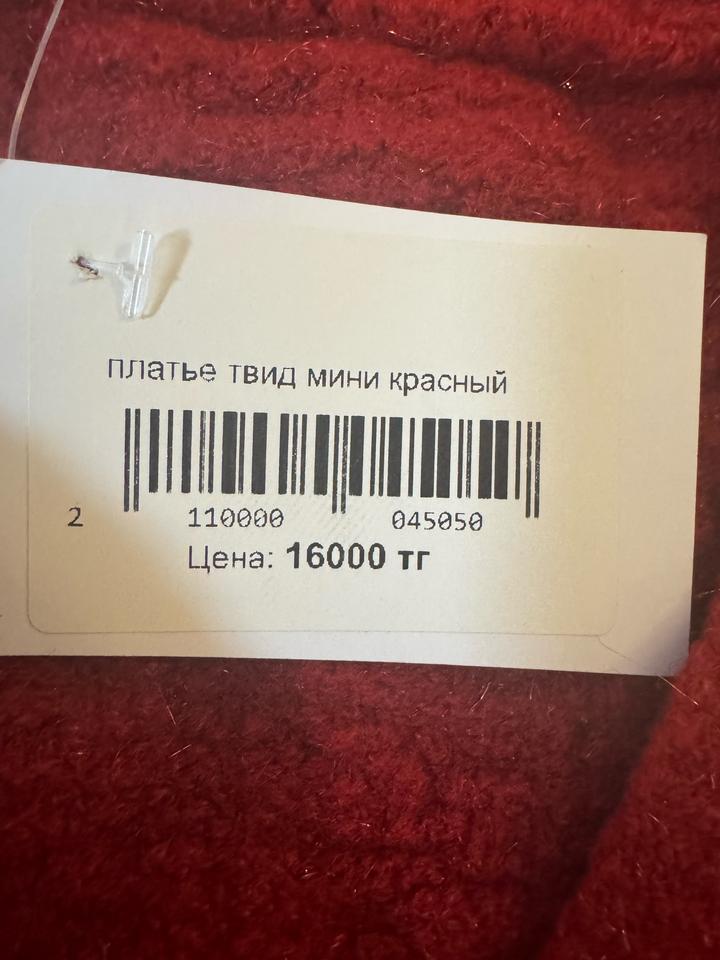 платье твид мини красный
2 110000 045050
Цена: 16000 тг